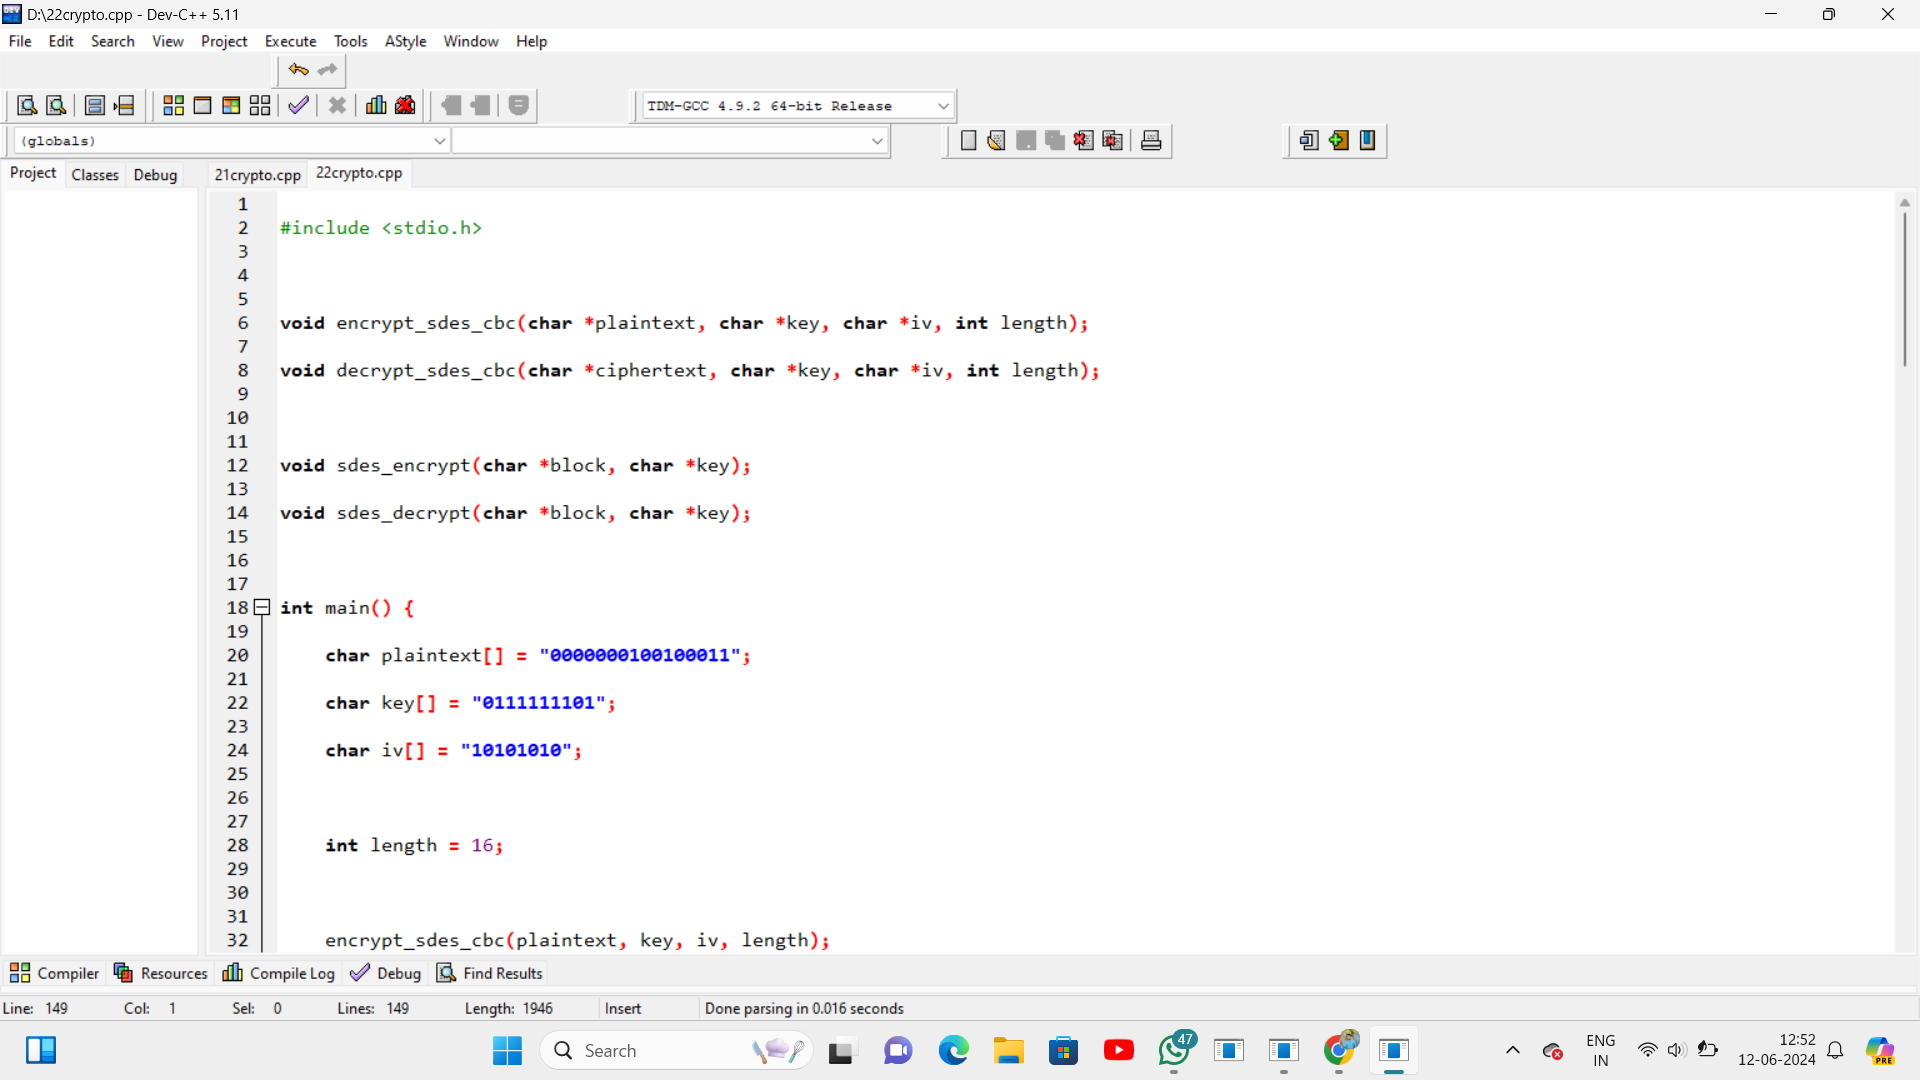 D:\22crypto.cpp - Dev-C++ 5.11
File Edit Search View Project Execute Tools AStyle Window Help
TDM-GCC 4.9.2 64-bit Release
(globals)
Project Classes Debug 21crypto.cpp 22crypto.cpp
1
2 #include <stdio.h>
3
4
5
6 void encrypt_sdes_cbc(char *plaintext, char *key, char *iv, int length);
7
8 void decrypt_sdes_cbc(char *ciphertext, char *key, char *iv, int length);
9
10
11
12 void sdes_encrypt(char *block, char *key);
13
14 void sdes_decrypt(char *block, char *key);
15
16
17
18 int main() {
19
20 char plaintext[] = "0000000100100011";
21
22 char key[] = "0111111101";
23
24 char iv[] = "10101010";
25
26
27
28 int length = 16;
29
30
31
32 encrypt_sdes_cbc(plaintext, key, iv, length);
Compiler Resources Compile Log Debug Find Results
Line: 149 Col: 1 Sel: 0 Lines: 149 Length: 1946 Insert Done parsing in 0.016 seconds
Search 47 ENG 12:52
IN 12-06-2024 PRE